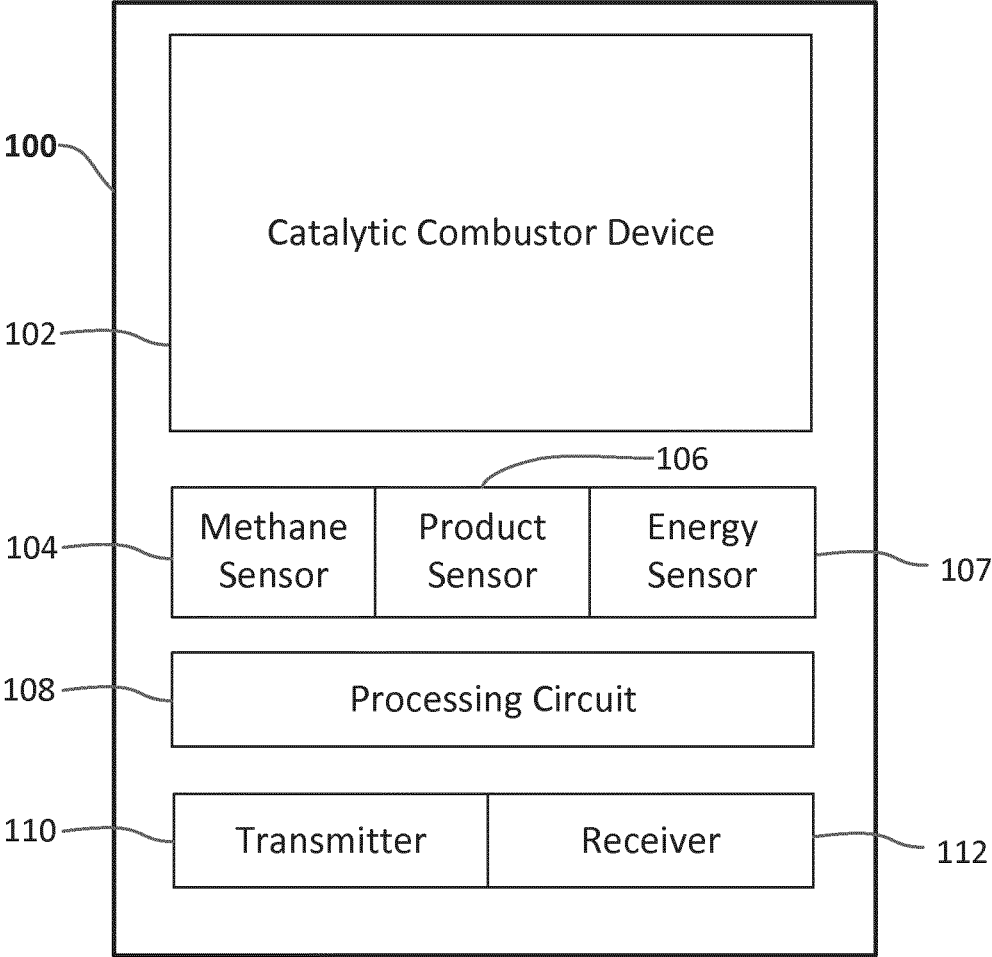 100
Catalytic Combustor Device
102
106
104
Methane
Sensor
Product
Sensor
Energy
Sensor
107
108
Processing Circuit
110
Transmitter
Receiver
112